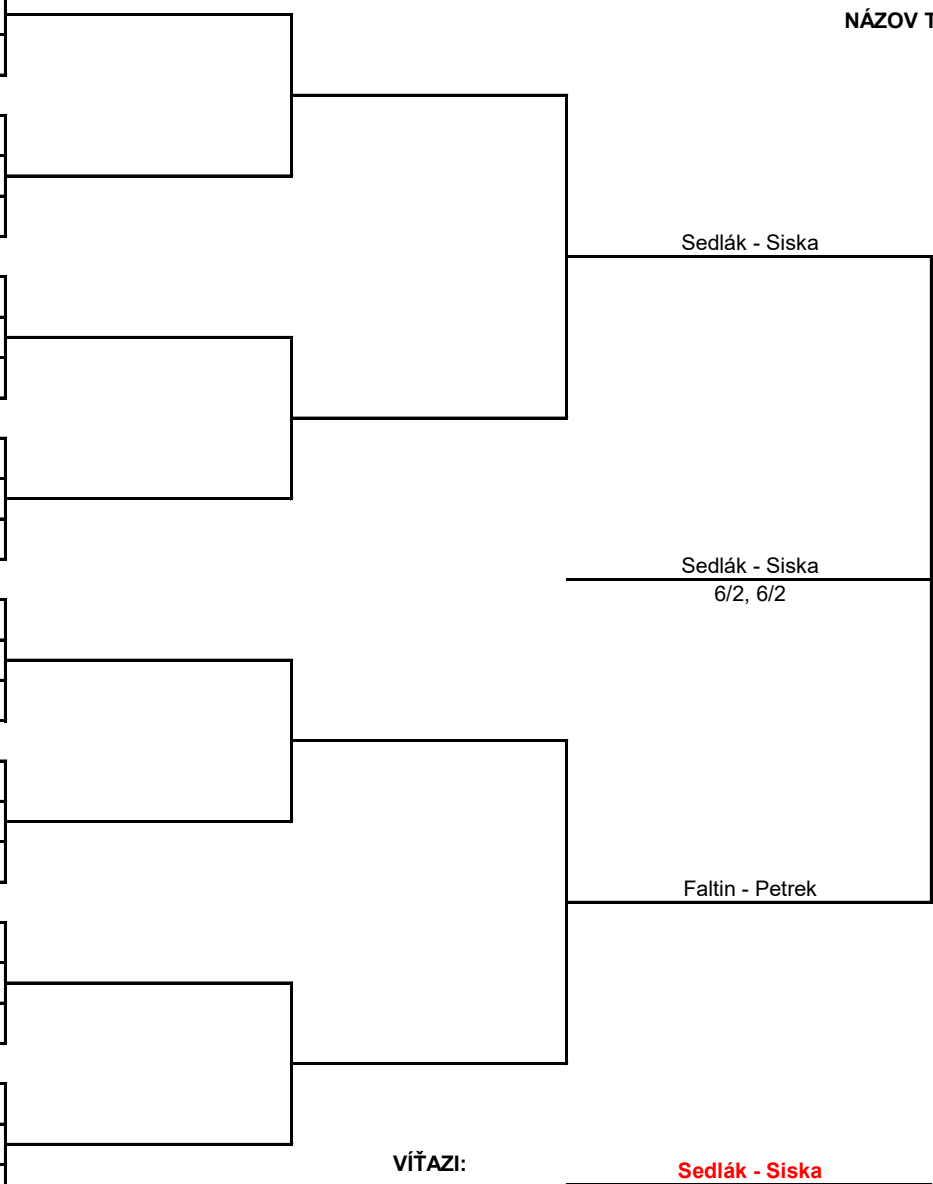 NÁZOV T
Sedlák - Siska
Sedlák - Siska
6/2, 6/2
Faltin - Petrek
VÍŤAZI:
Sedlák - Siska